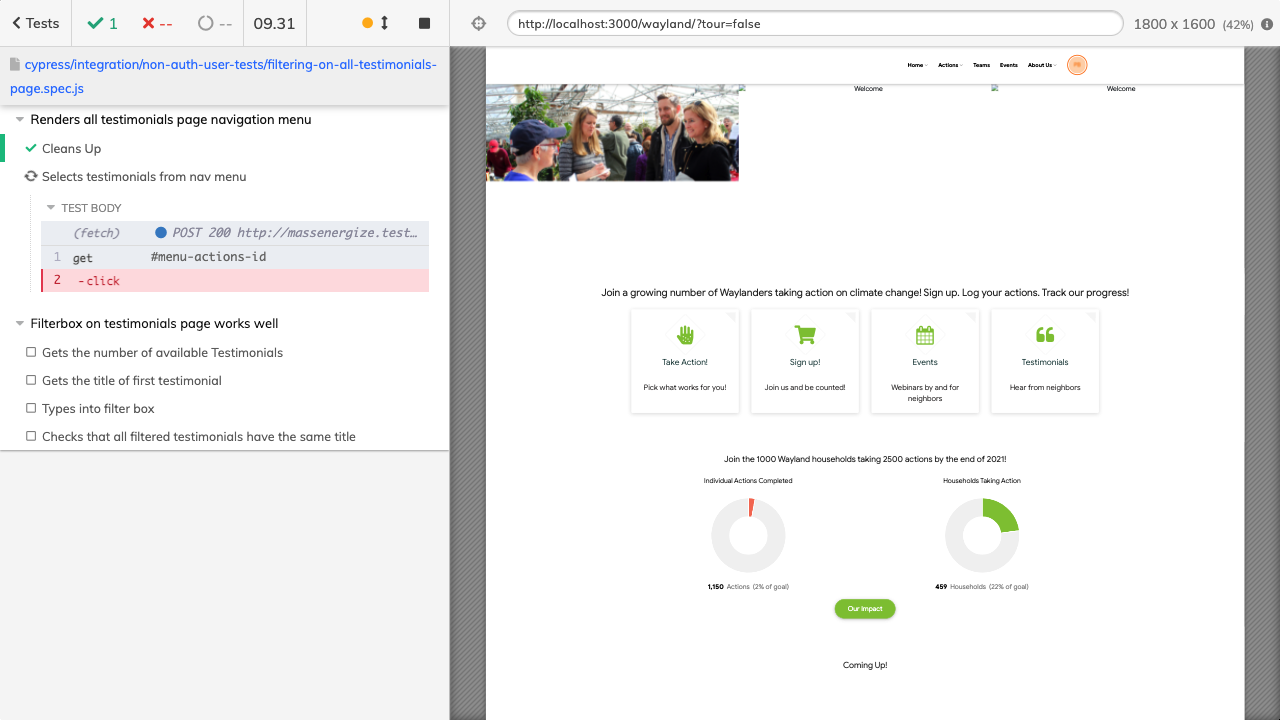 Tests
1
--
--
09.31
http://localhost:3000/wayland/?tour=false
1800 x 1600 (42%)
cypress/integration/non-auth-user-tests/filtering-on-all-testimonials-
page.spec.js
Renders all testimonials page navigation menu
Cleans Up
Selects testimonials from nav menu
TEST BODY
(fetch) POST 200 http://massenergize.test…
1 get #menu-actions-id
2 -click
Filterbox on testimonials page works well
Gets the number of available Testimonials
Gets the title of first testimonial
Types into filter box
Checks that all filtered testimonials have the same title
Home Actions Teams Events About Us
Welcome
Welcome
Join a growing number of Waylanders taking action on climate change! Sign up. Log your actions. Track our progress!
Take Action!
Pick what works for you!
Sign up!
Join us and be counted!
Events
Webinars by and for
neighbors
Testimonials
Hear from neighbors
Join the 1000 Wayland households taking 2500 actions by the end of 2021!
Individual Actions Completed
1,150 Actions (2% of goal)
Households Taking Action
459 Households (22% of goal)
Our Impact
Coming Up!